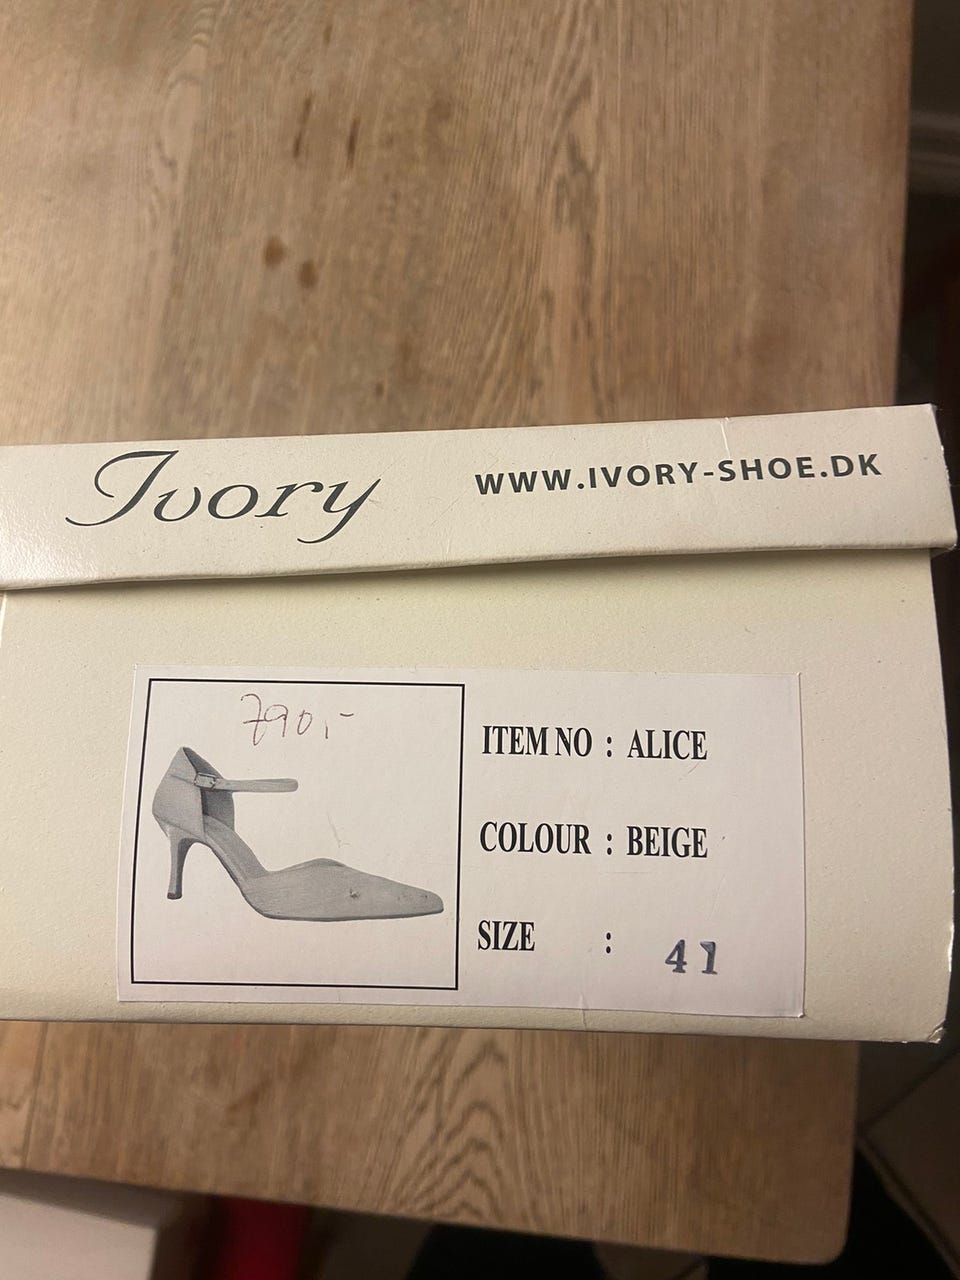 Ivory
WWW.IVORY-SHOE.DK
790,-
ITEM NO : ALICE
COLOUR : BEIGE
SIZE : 41